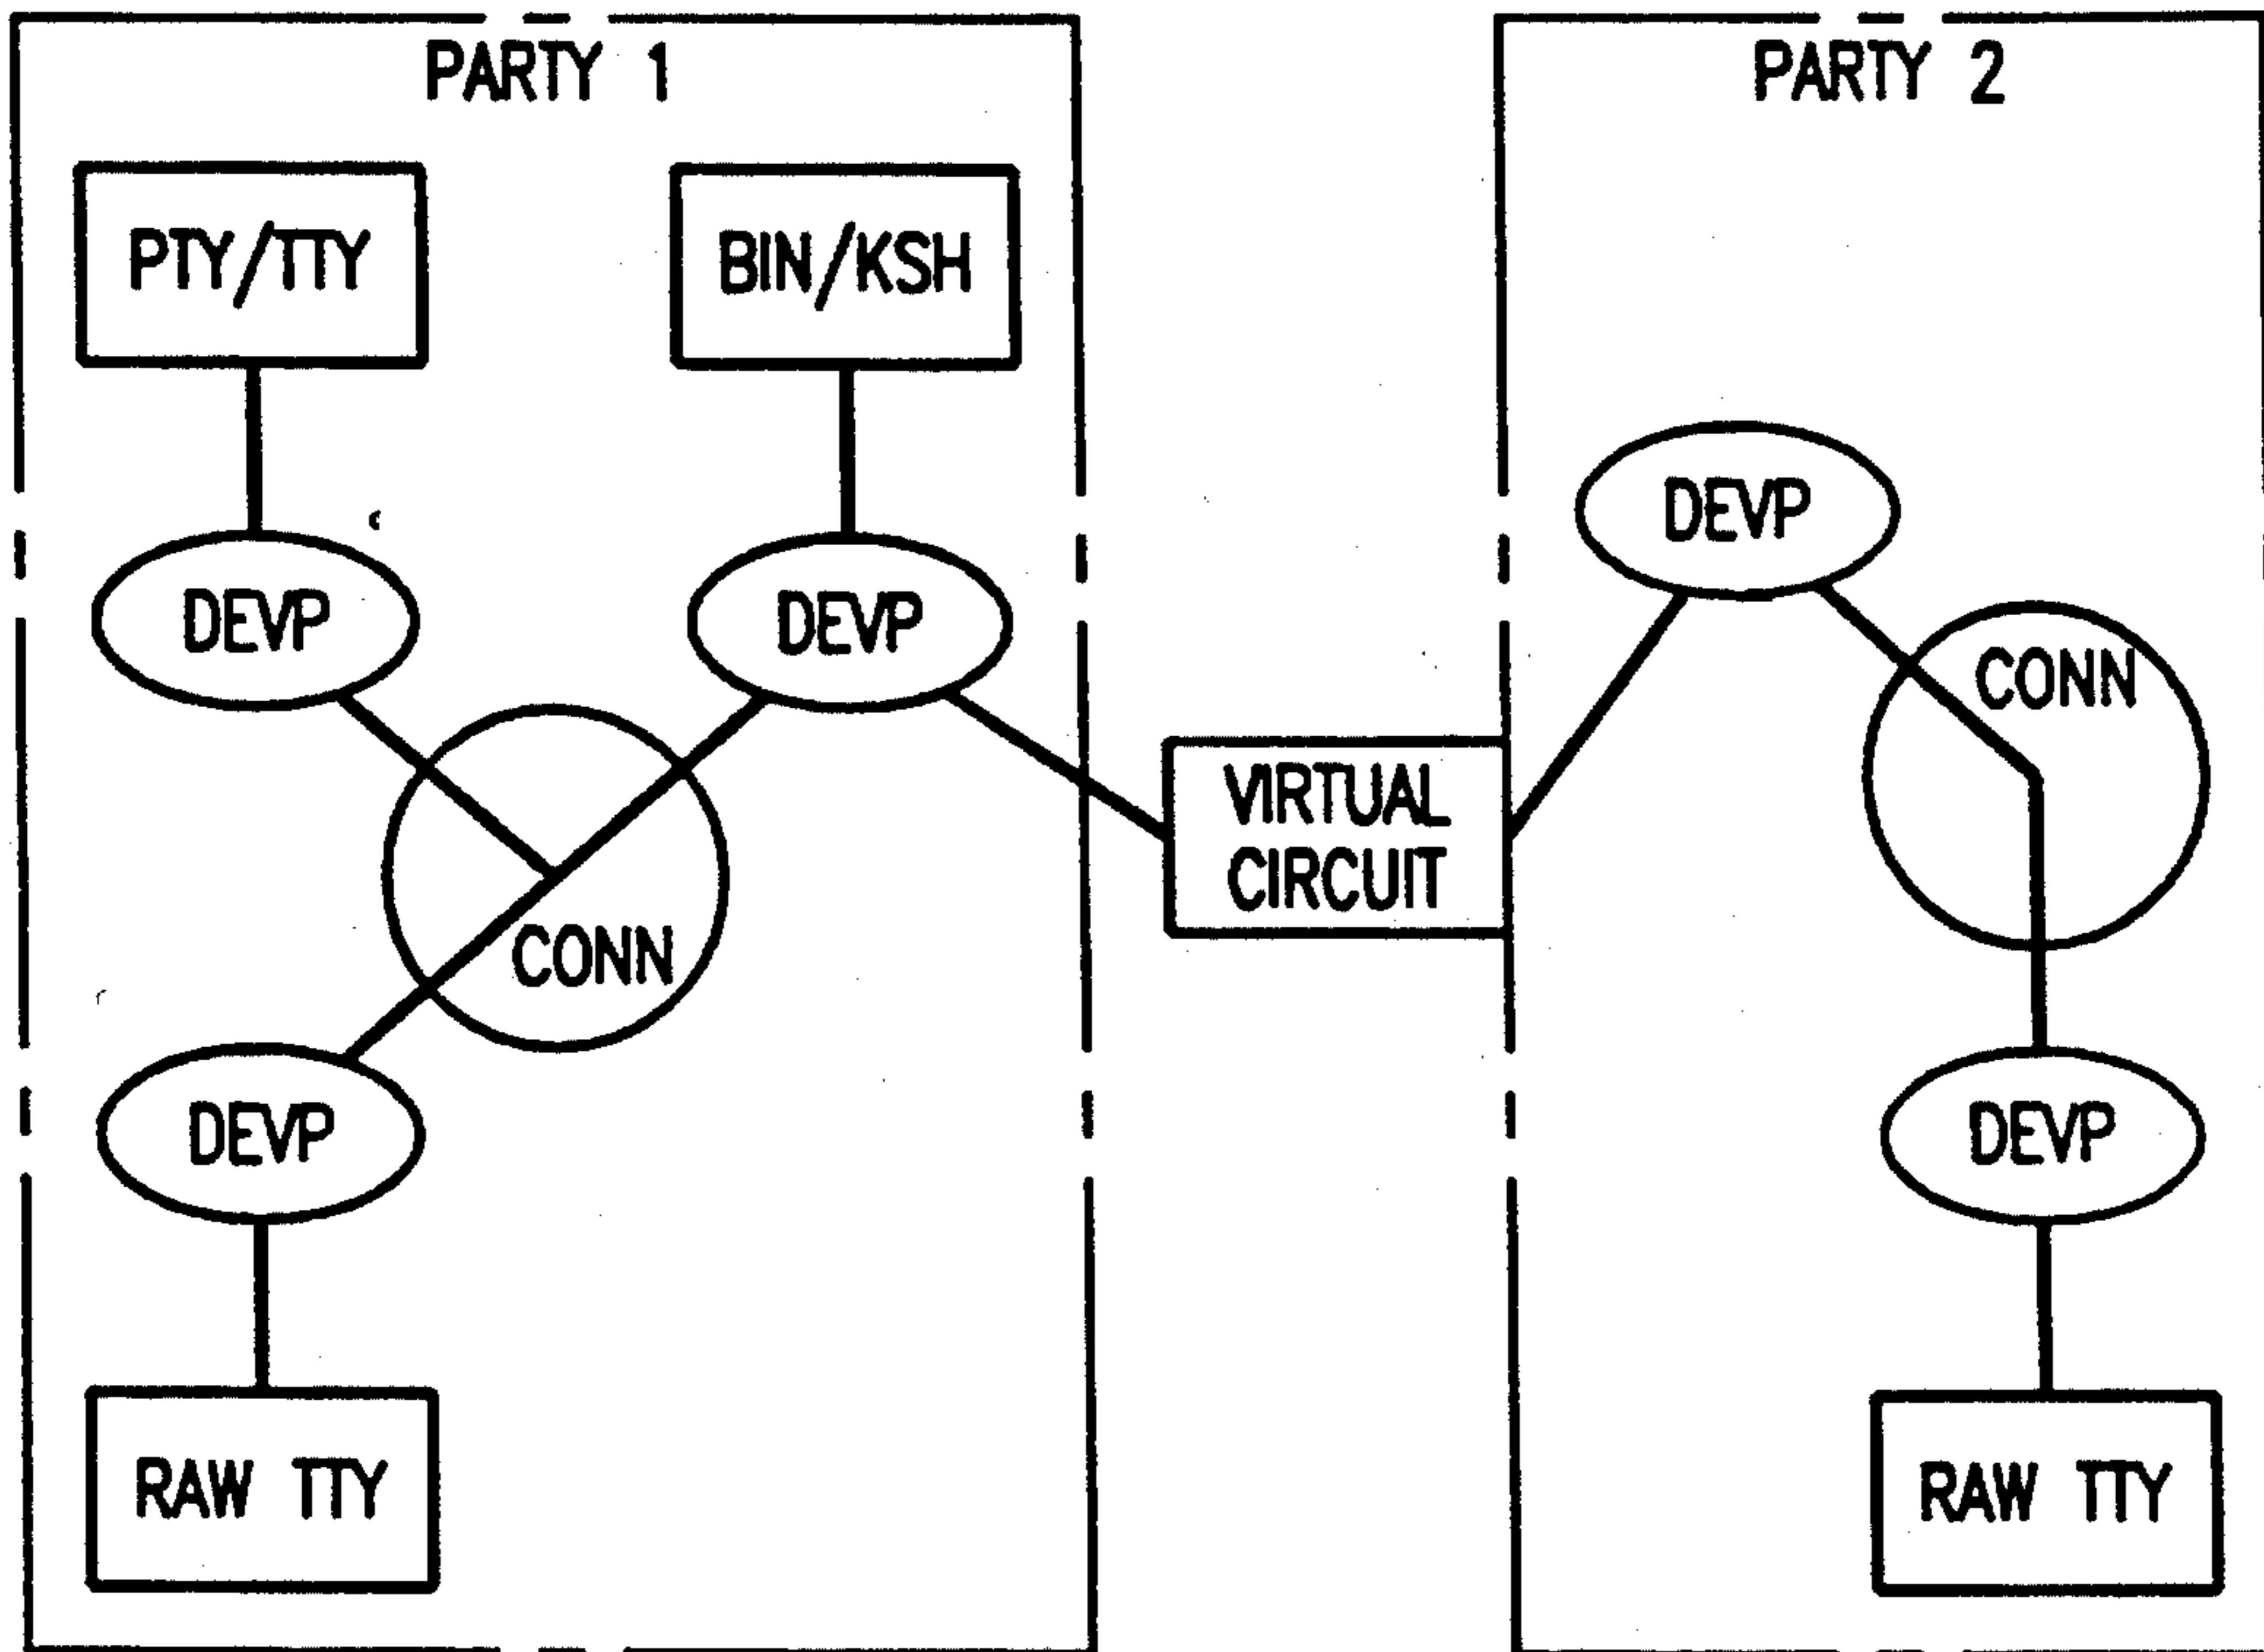 PARTY 1
PARTY 2
PTY/TTY
BIN/KSH
DEVP
DEVP
DEVP
CONN
VIRTUAL
CIRCUIT
CONN
DEVP
DEVP
RAW TTY
RAW TTY